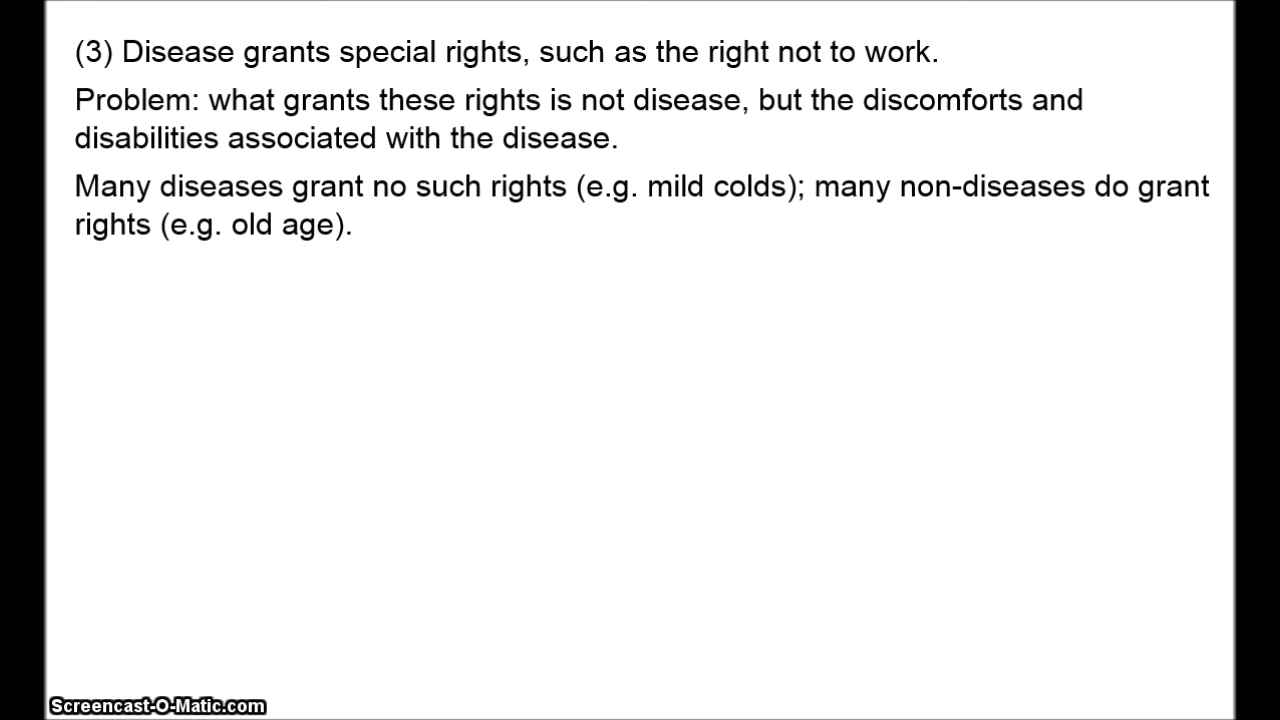 (3) Disease grants special rights, such as the right not to work.
Problem: what grants these rights is not disease, but the discomforts and
disabilities associated with the disease.
Many diseases grant no such rights (e.g. mild colds); many non-diseases do grant
rights (e.g. old age).
Screencast-O-Matic.com